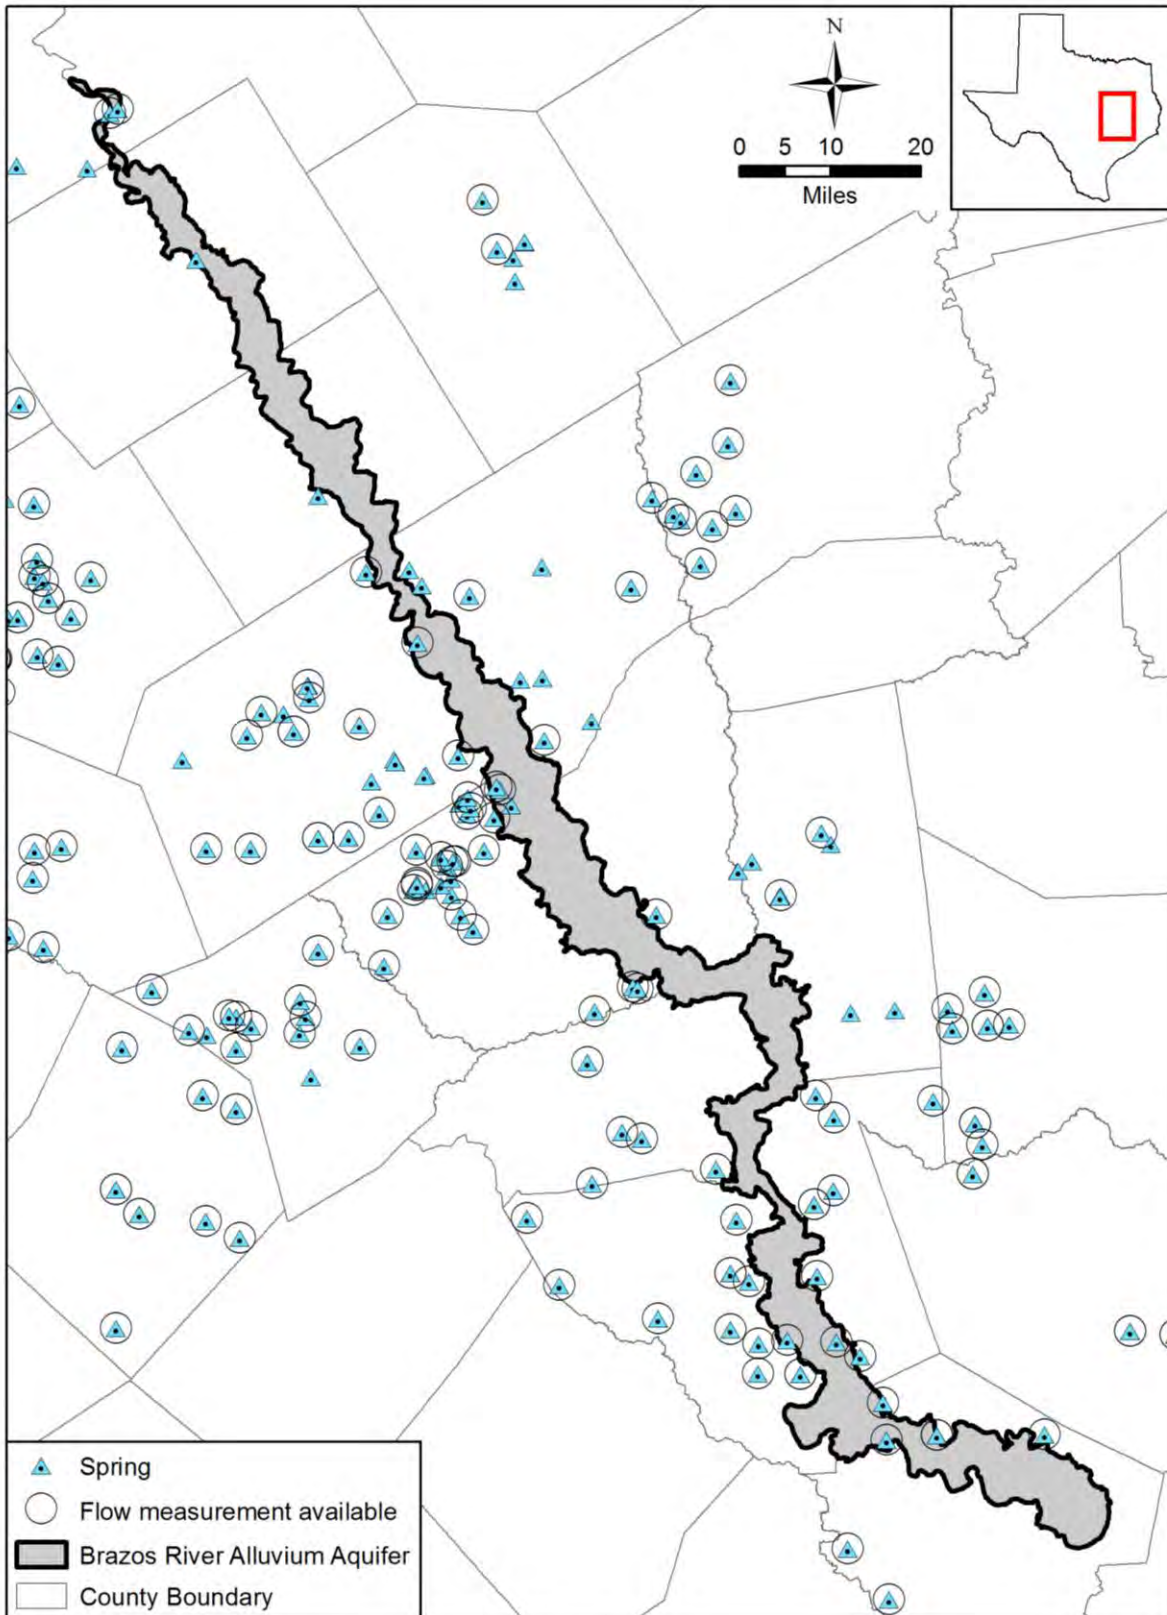 N
0 5 10 20
Miles
Spring
Flow measurement available
Brazos River Alluvium Aquifer
County Boundary